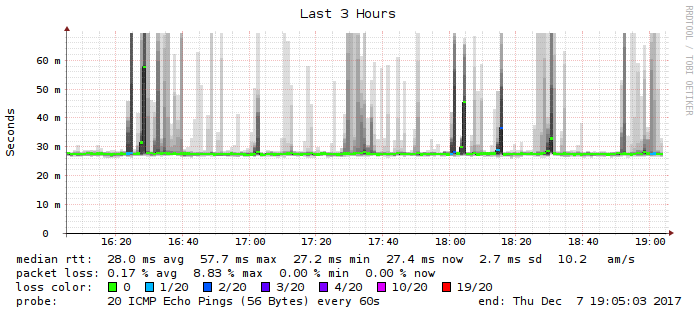 Last 3 Hours
RRDTOOL / TOBI OETIKER
Seconds
60 m
50 m
40 m
30 m
20 m
10 m
0
16:20 16:40 17:00 17:20 17:40 18:00 18:20 18:40 19:00
median rtt: 28.0 ms avg 57.7 ms max 27.2 ms min 27.4 ms now 2.7 ms sd 10.2 am/s
packet loss: 0.17 % avg 8.83 % max 0.00 % min 0.00 % now
loss color: 0 1/20 2/20 3/20 4/20 10/20 19/20
probe: 20 ICMP Echo Pings (56 Bytes) every 60s end: Thu Dec 7 19:05:03 2017